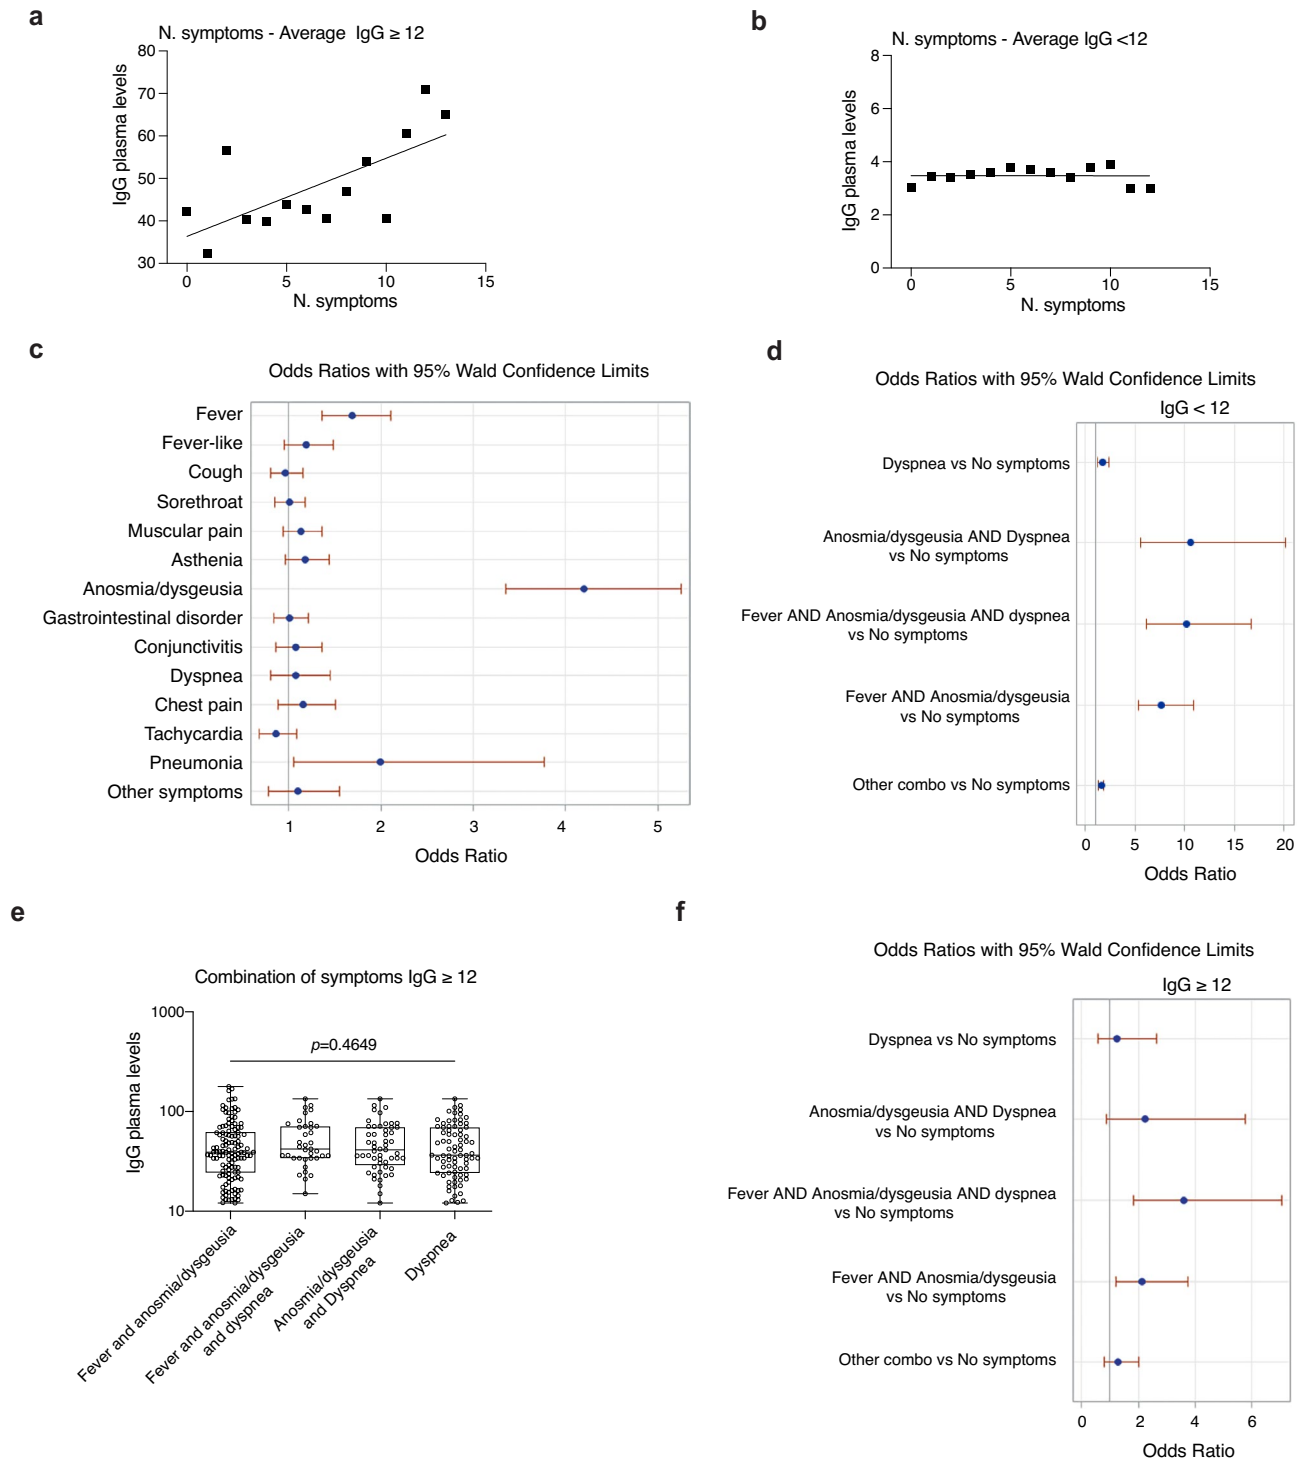 a
N. symptoms - Average IgG ≥ 12
IgG plasma levels
80
70
60
50
40
30
0
5
10
15
N. symptoms
b
N. symptoms - Average IgG <12
IgG plasma levels
8
6
4
2
0
0
5
10
15
N. symptoms
c
Odds Ratios with 95% Wald Confidence Limits
Fever
Fever-like
Cough
Sorethroat
Muscular pain
Asthenia
Anosmia/dysgeusia
Gastrointestinal disorder
Conjunctivitis
Dyspnea
Chest pain
Tachycardia
Pneumonia
Other symptoms
1
2
3
4
5
Odds Ratio
d
Odds Ratios with 95% Wald Confidence Limits
IgG < 12
Dyspnea vs No symptoms
Anosmia/dysgeusia AND Dyspnea
vs No symptoms
Fever AND Anosmia/dysgeusia AND dyspnea
vs No symptoms
Fever AND Anosmia/dysgeusia
vs No symptoms
Other combo vs No symptoms
0
5
10
15
20
Odds Ratio
e
Combination of symptoms IgG ≥ 12
IgG plasma levels
1000
100
10
p=0.4649
Fever and anosmia/dysgeusia
Fever and anosmia/dysgeusia
and dyspnea
Anosmia/dysgeusia
and Dyspnea
Dyspnea
f
Odds Ratios with 95% Wald Confidence Limits
IgG ≥ 12
Dyspnea vs No symptoms
Anosmia/dysgeusia AND Dyspnea
vs No symptoms
Fever AND Anosmia/dysgeusia AND dyspnea
vs No symptoms
Fever AND Anosmia/dysgeusia
vs No symptoms
Other combo vs No symptoms
0
2
4
6
Odds Ratio